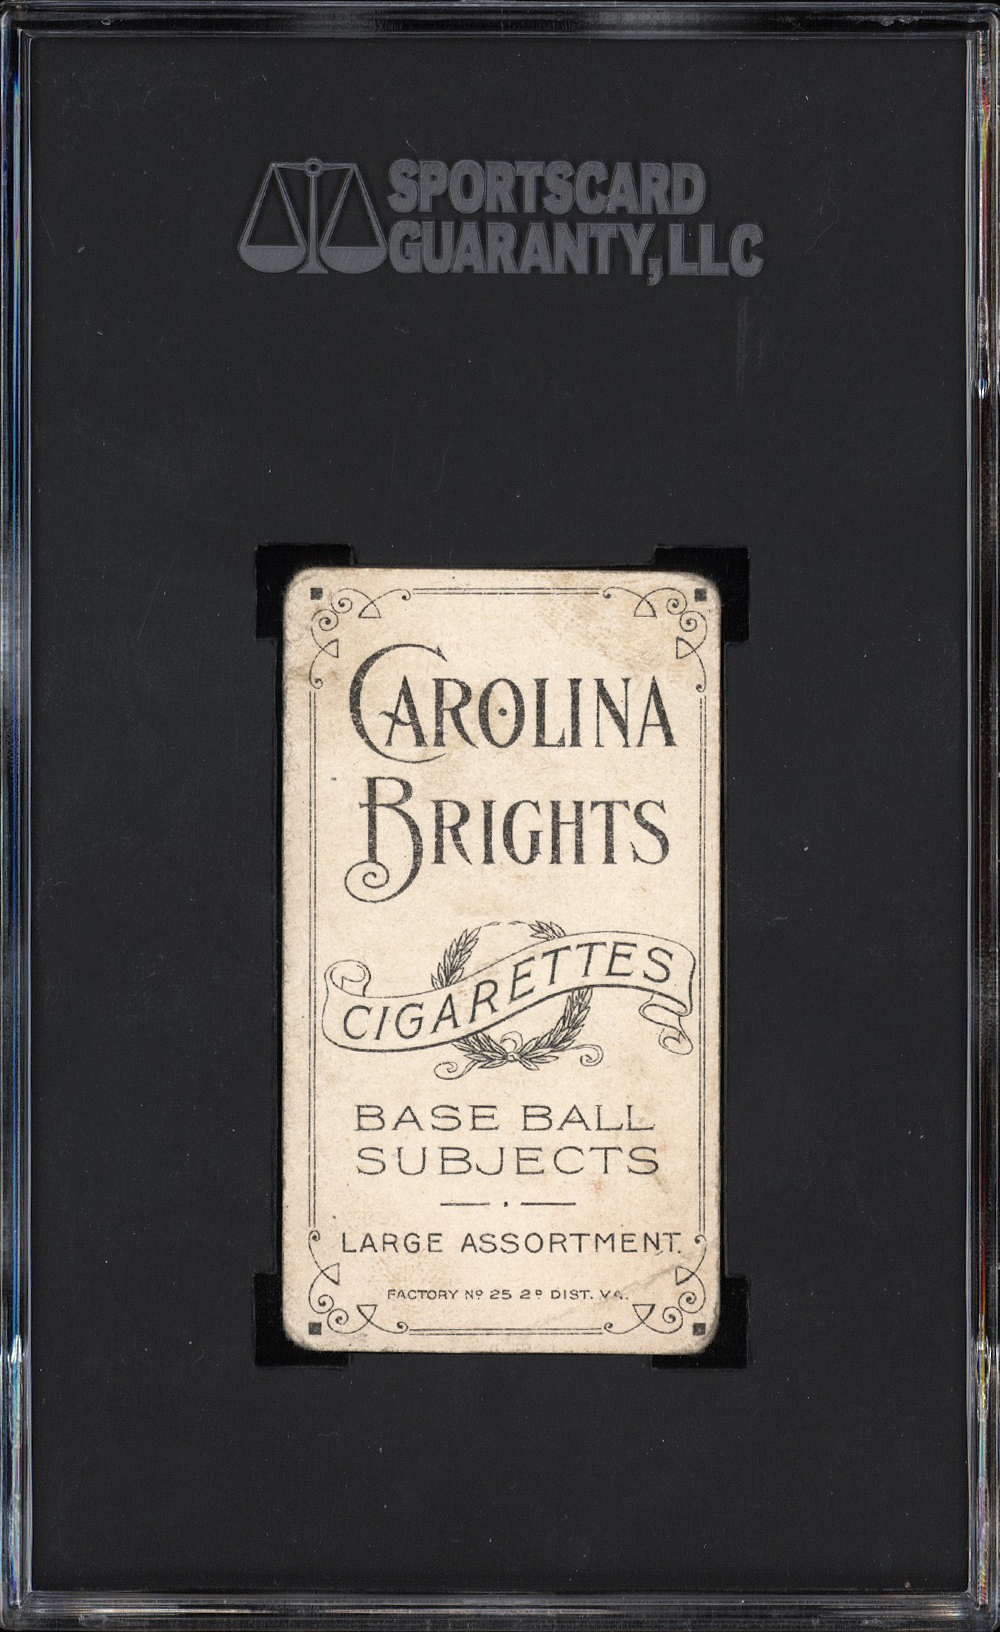 SPORTSCARD
GUARANTY, LLC
CAROLINA
BRIGHTS
CIGARETTES
BASE BALL
SUBJECTS
LARGE ASSORTMENT.
FACTORY Nº 25 2º DIST. VA.